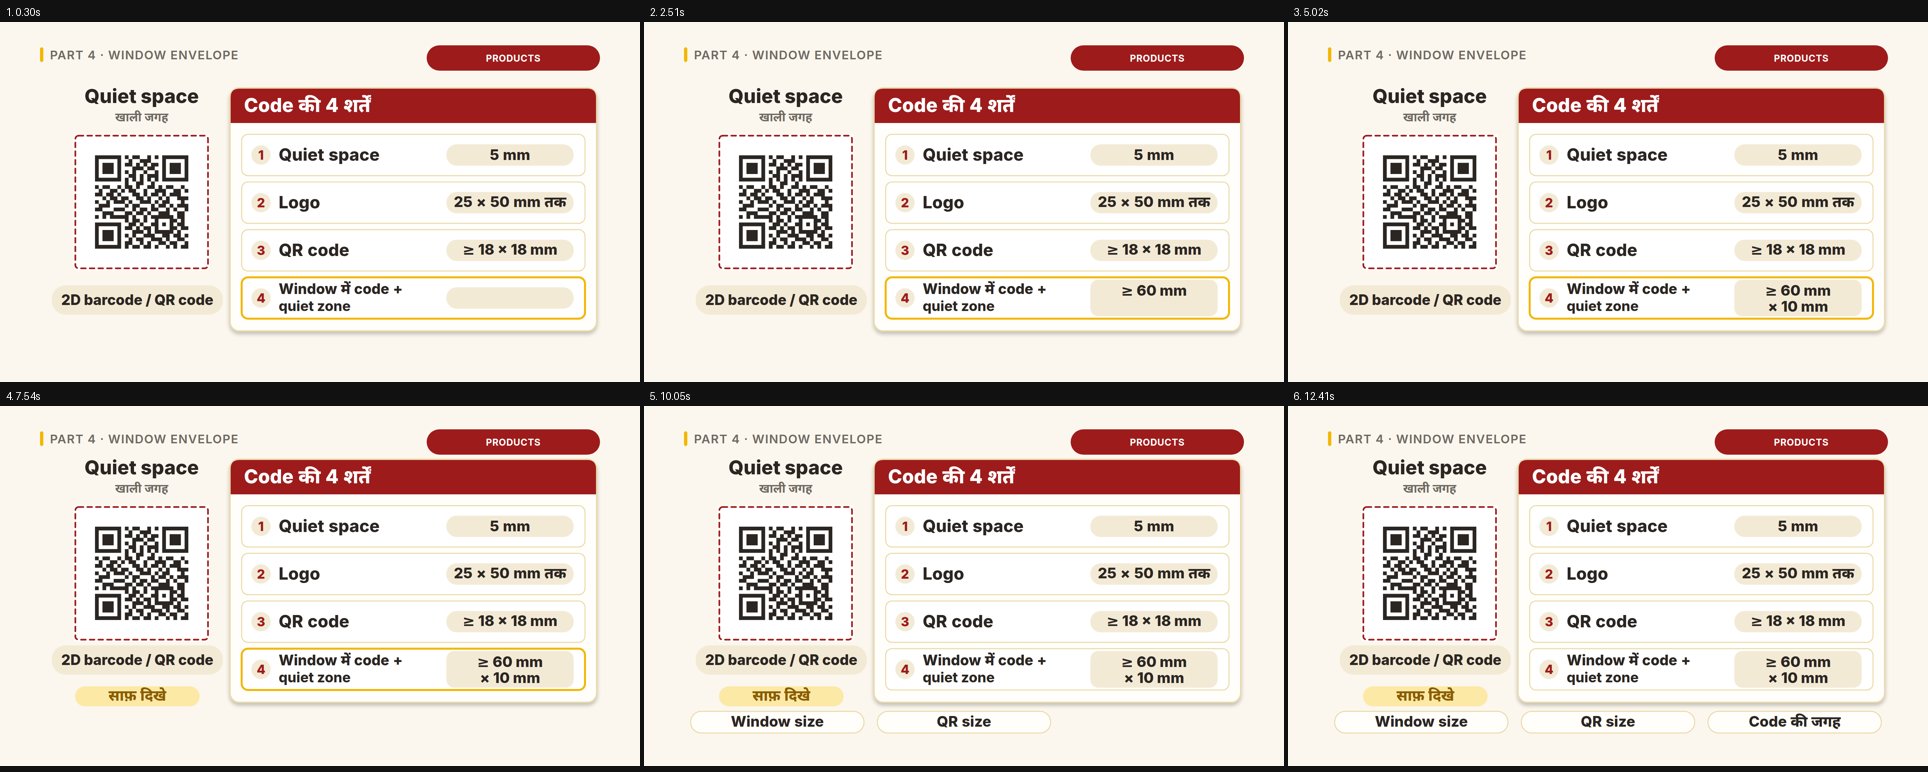 1. 0.30s
PART 4 · WINDOW ENVELOPE
PRODUCTS
Quiet space
खाली जगह
2D barcode / QR code
Code की 4 शर्तें
1 Quiet space 5 mm
2 Logo 25 × 50 mm तक
3 QR code ≥ 18 × 18 mm
4 Window में code +
quiet zone
2. 2.51s
PART 4 · WINDOW ENVELOPE
PRODUCTS
Quiet space
खाली जगह
2D barcode / QR code
Code की 4 शर्तें
1 Quiet space 5 mm
2 Logo 25 × 50 mm तक
3 QR code ≥ 18 × 18 mm
4 Window में code +
quiet zone
≥ 60 mm
3. 5.02s
PART 4 · WINDOW ENVELOPE
PRODUCTS
Quiet space
खाली जगह
2D barcode / QR code
Code की 4 शर्तें
1 Quiet space 5 mm
2 Logo 25 × 50 mm तक
3 QR code ≥ 18 × 18 mm
4 Window में code +
quiet zone
≥ 60 mm
× 10 mm
4. 7.54s
PART 4 · WINDOW ENVELOPE
PRODUCTS
Quiet space
खाली जगह
2D barcode / QR code
साफ़ दिखे
Code की 4 शर्तें
1 Quiet space 5 mm
2 Logo 25 × 50 mm तक
3 QR code ≥ 18 × 18 mm
4 Window में code +
quiet zone
≥ 60 mm
× 10 mm
5. 10.05s
PART 4 · WINDOW ENVELOPE
PRODUCTS
Quiet space
खाली जगह
2D barcode / QR code
साफ़ दिखे
Code की 4 शर्तें
1 Quiet space 5 mm
2 Logo 25 × 50 mm तक
3 QR code ≥ 18 × 18 mm
4 Window में code +
quiet zone
≥ 60 mm
× 10 mm
Window size
QR size
6. 12.41s
PART 4 · WINDOW ENVELOPE
PRODUCTS
Quiet space
खाली जगह
2D barcode / QR code
साफ़ दिखे
Code की 4 शर्तें
1 Quiet space 5 mm
2 Logo 25 × 50 mm तक
3 QR code ≥ 18 × 18 mm
4 Window में code +
quiet zone
≥ 60 mm
× 10 mm
Window size
QR size
Code की जगह